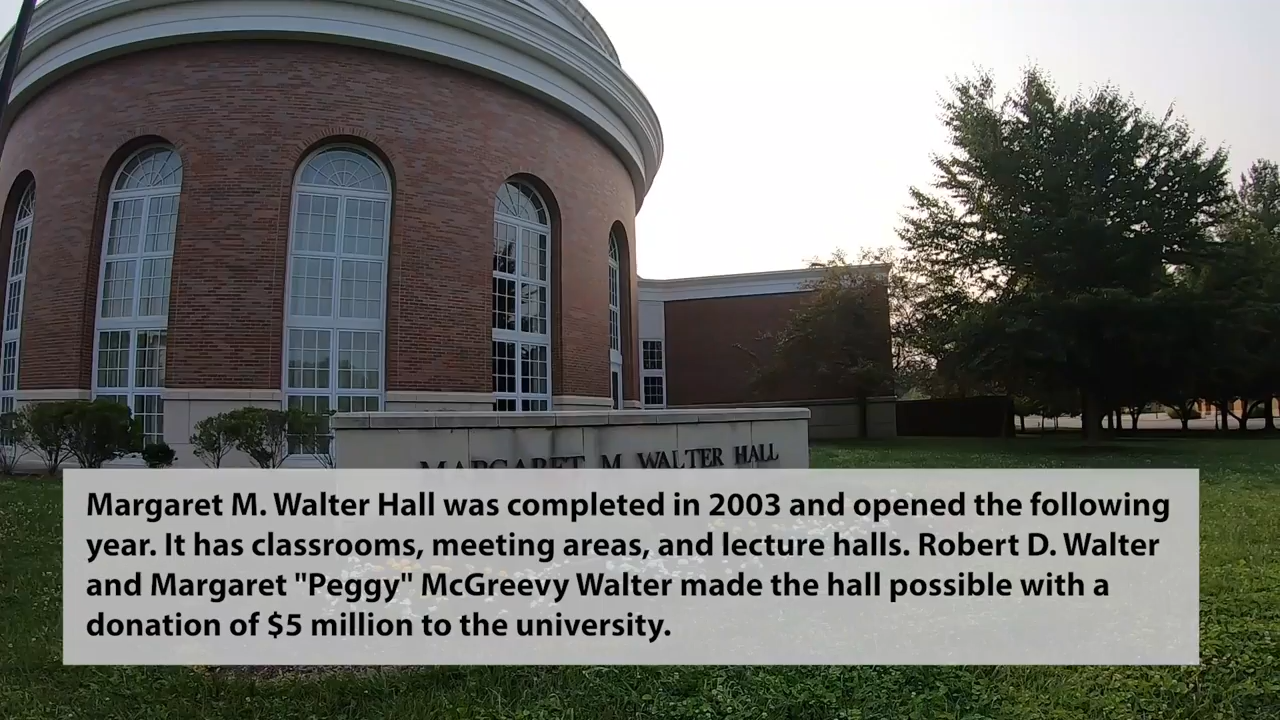 MARGARET M. WALTER HALL
Margaret M. Walter Hall was completed in 2003 and opened the following
year. It has classrooms, meeting areas, and lecture halls. Robert D. Walter
and Margaret "Peggy" McGreevy Walter made the hall possible with a
donation of $5 million to the university.